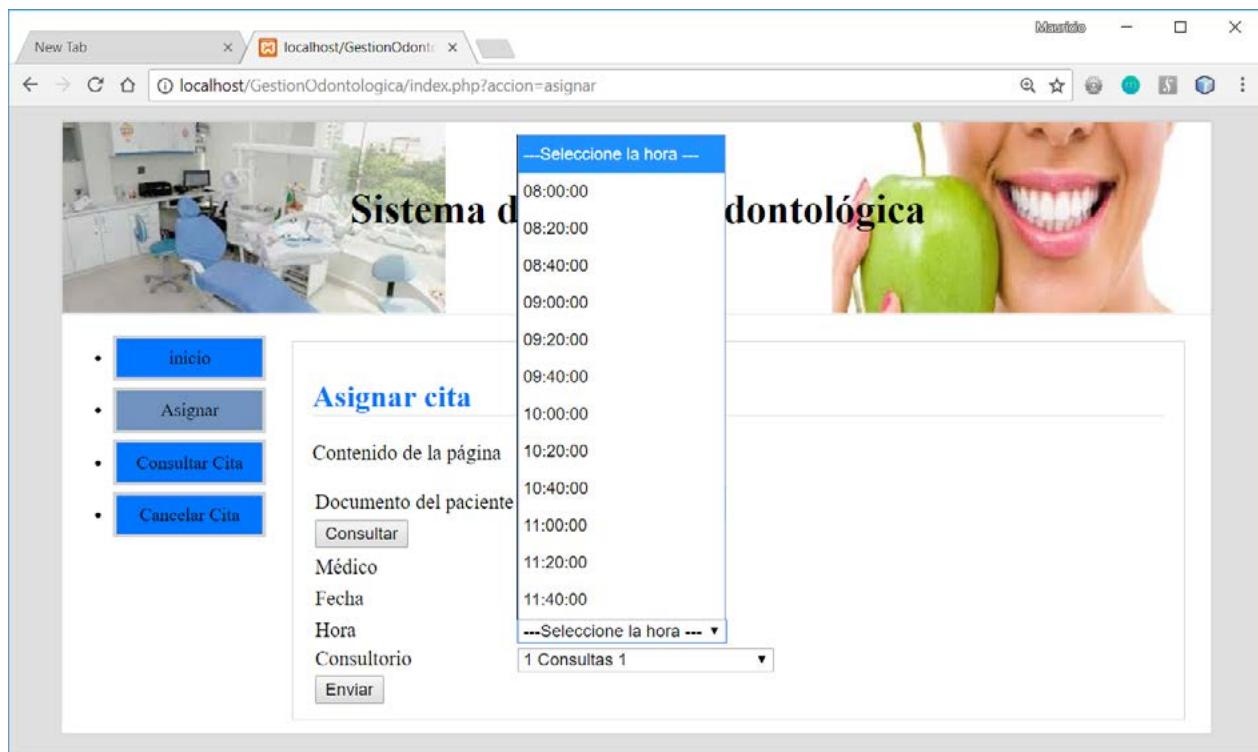 Mauricio
New Tab
localhost/GestionOdonto
localhost/GestionOdontologica/index.php?accion=asignar
Sistema d dontológica
---Seleccione la hora ---
08:00:00
08:20:00
08:40:00
09:00:00
09:20:00
09:40:00
10:00:00
10:20:00
10:40:00
11:00:00
11:20:00
11:40:00
inicio
Asignar
Consultar Cita
Cancelar Cita
Asignar cita
Contenido de la página
Documento del paciente
Consultar
Médico
Fecha
Hora ---Seleccione la hora ---
Consultorio 1 Consultas 1
Enviar